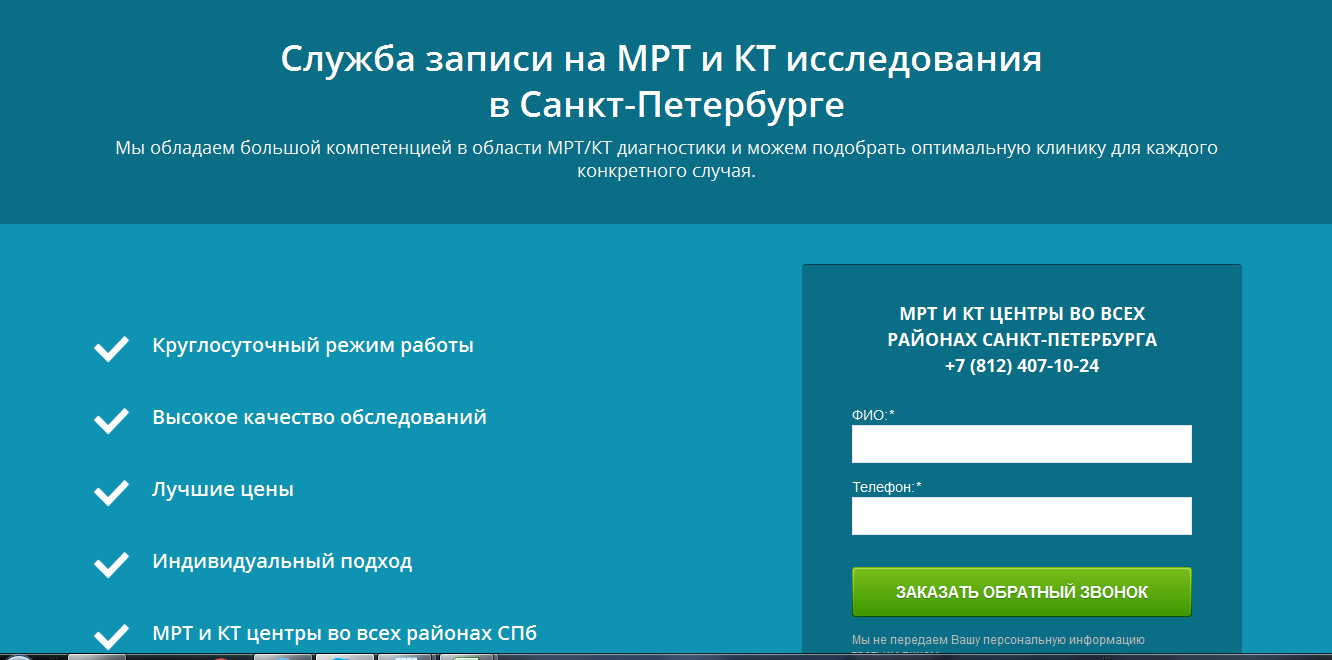 Служба записи на МРТ и КТ исследования
в Санкт-Петербурге
Мы обладаем большой компетенцией в области МРТ/КТ диагностики и можем подобрать оптимальную клинику для каждого
конкретного случая.
Круглосуточный режим работы
Высокое качество обследований
Лучшие цены
Индивидуальный подход
МРТ и КТ центры во всех районах СПб
МРТ И КТ ЦЕНТРЫ ВО ВСЕХ
РАЙОНАХ САНКТ-ПЕТЕРБУРГА
+7 (812) 407-10-24
ФИО:*
Телефон:*
ЗАКАЗАТЬ ОБРАТНЫЙ ЗВОНОК
Мы не передаем Вашу персональную информацию